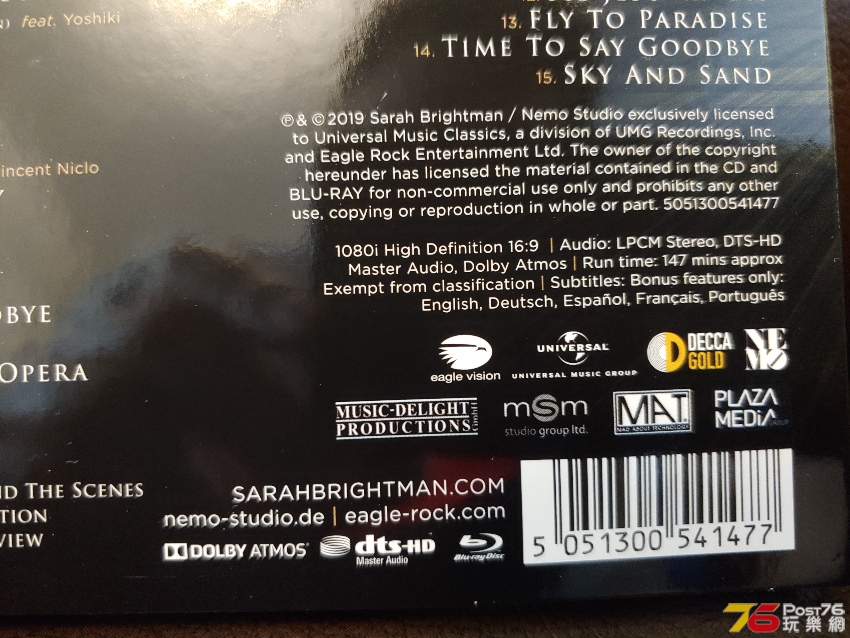 feat. Yoshiki
13. FLY TO PARADISE
14. TIME TO SAY GOODBYE
15. SKY AND SAND
℗ & © 2019 Sarah Brightman / Nemo Studio exclusively licensed
to Universal Music Classics, a division of UMG Recordings, Inc.
and Eagle Rock Entertainment Ltd. The owner of the copyright
hereunder has licensed the material contained in the CD and
BLU-RAY for non-commercial use only and prohibits any other
use, copying or reproduction in whole or part. 5051300541477
incent Niclo
1080i High Definition 16:9 | Audio: LPCM Stereo, DTS-HD
Master Audio, Dolby Atmos | Run time: 147 mins approx
Exempt from classification | Subtitles: Bonus features only:
English, Deutsch, Español, Français, Português
DBYE
OPERA
eagle vision
UNIVERSAL
UNIVERSAL MUSIC GROUP
DECCA
GOLD
NEMO
MUSIC-DELIGHT
PRODUCTIONS GmbH
msm
studio group ltd.
MAT.
MAD ABOUT TECHNOLOGY
PLAZA
MEDIA
GROUP
ND THE SCENES
TION
VIEW
SARAHBRIGHTMAN.COM
nemo-studio.de | eagle-rock.com
DOLBY ATMOS
dts-HD
Master Audio
Blu-ray Disc
5 051300 541477
76 Post76
玩樂網